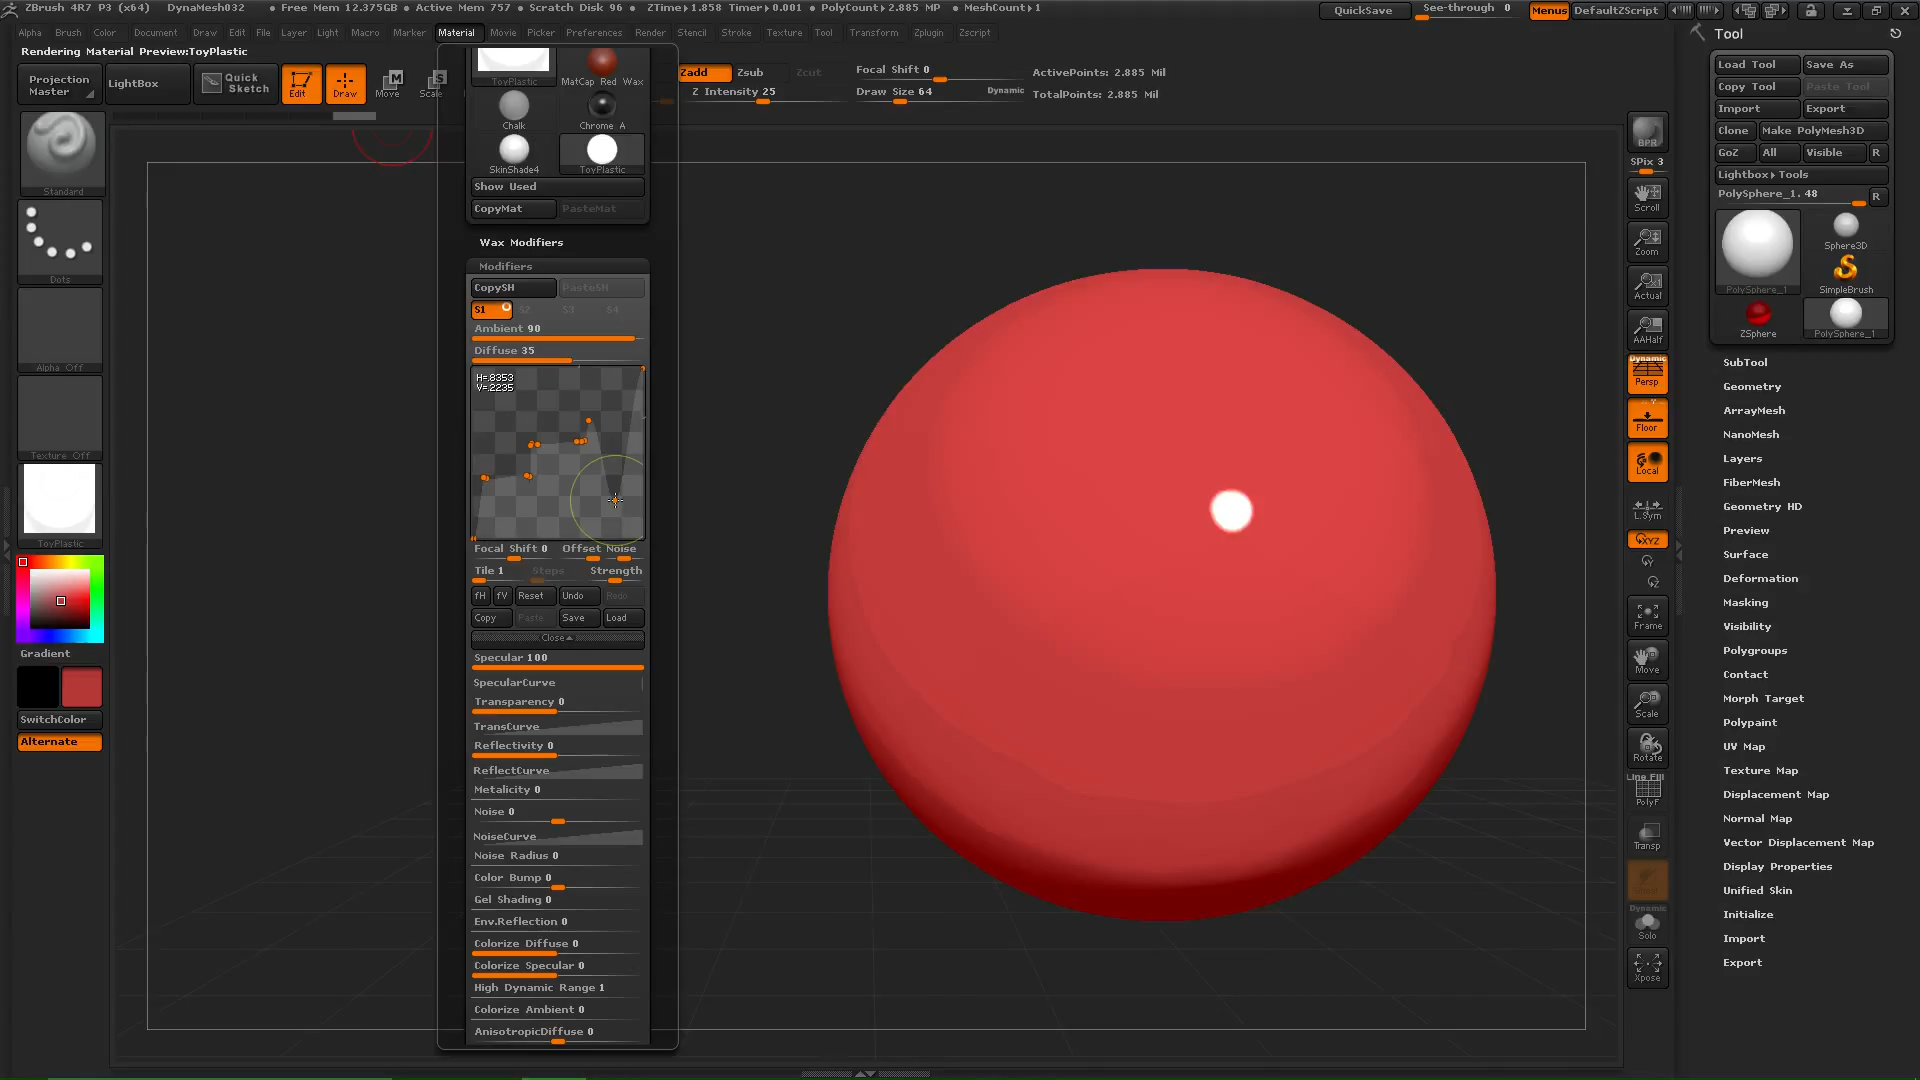 ZBrush 4R7 P3 (x64) DynaMesh032 • Free Mem 12.375GB • Active Mem 757 • Scratch Disk 96 • ZTime▸1.858 Timer▸0.001 • PolyCount▸2.885 MP • MeshCount▸1 QuickSave See-through 0 Menus DefaultZScript
Alpha Brush Color Document Draw Edit File Layer Light Macro Marker Material Movie Picker Preferences Render Stencil Stroke Texture Tool Transform Zplugin Zscript
Rendering Material Preview:ToyPlastic
Projection Master
LightBox
Quick Sketch
Edit
Draw
Move
Scale
Zadd Zsub Zcut
Z Intensity 25
Focal Shift 0
Draw Size 64 Dynamic
ActivePoints: 2.885 Mil
TotalPoints: 2.885 Mil
Standard
Dots
Alpha Off
Texture Off
ToyPlastic
Gradient
SwitchColor
Alternate
ToyPlastic MatCap Red Wax
Chalk Chrome A
SkinShade4 ToyPlastic
Show Used
CopyMat PasteMat
Wax Modifiers
Modifiers
CopySH PasteSH
S1 S2 S3 S4
Ambient 90
Diffuse 35
H=.8353
V=.2235
Focal Shift 0 Offset Noise
Tile 1 Steps Strength
fH fV Reset Undo Redo
Copy Paste Save Load
Close
Specular 100
SpecularCurve
Transparency 0
TransCurve
Reflectivity 0
ReflectCurve
Metalicity 0
Noise 0
NoiseCurve
Noise Radius 0
Color Bump 0
Gel Shading 0
Env.Reflection 0
Colorize Diffuse 0
Colorize Specular 0
High Dynamic Range 1
Colorize Ambient 0
AnisotropicDiffuse 0
BPR
SPix 3
Scroll
Zoom
Actual
AAHalf
Dynamic
Persp
Floor
Local
L.Sym
XYZ
Frame
Move
Scale
Rotate
Line Fill
PolyF
Transp
Dynamic
Solo
Xpose
Tool
Load Tool Save As
Copy Tool Paste Tool
Import Export
Clone Make PolyMesh3D
GoZ All Visible R
Lightbox▸Tools
PolySphere_1. 48 R
PolySphere_1 Sphere3D
SimpleBrush
ZSphere PolySphere_1
SubTool
Geometry
ArrayMesh
NanoMesh
Layers
FiberMesh
Geometry HD
Preview
Surface
Deformation
Masking
Visibility
Polygroups
Contact
Morph Target
Polypaint
UV Map
Texture Map
Displacement Map
Normal Map
Vector Displacement Map
Display Properties
Unified Skin
Initialize
Import
Export